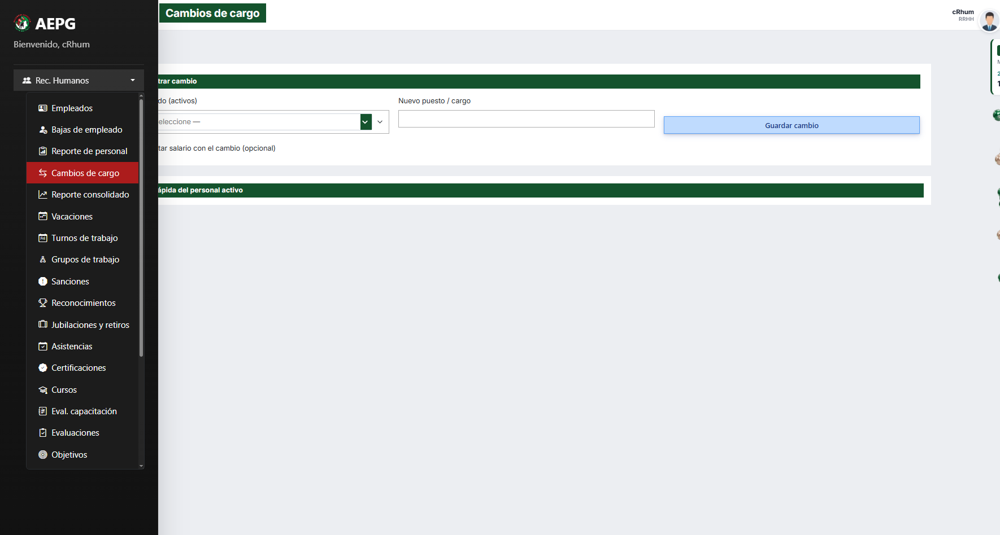 AEPG
Bienvenido, cRhum
Rec. Humanos
Empleados
Bajas de empleado
Reporte de personal
Cambios de cargo
Reporte consolidado
Vacaciones
Turnos de trabajo
Grupos de trabajo
Sanciones
Reconocimientos
Jubilaciones y retiros
Asistencias
Certificaciones
Cursos
Eval. capacitación
Evaluaciones
Objetivos
Cambios de cargo
cRhum
RRHH
trar cambio
do (activos)
Nuevo puesto / cargo
eleccione —
Guardar cambio
tar salario con el cambio (opcional)
ápida del personal activo